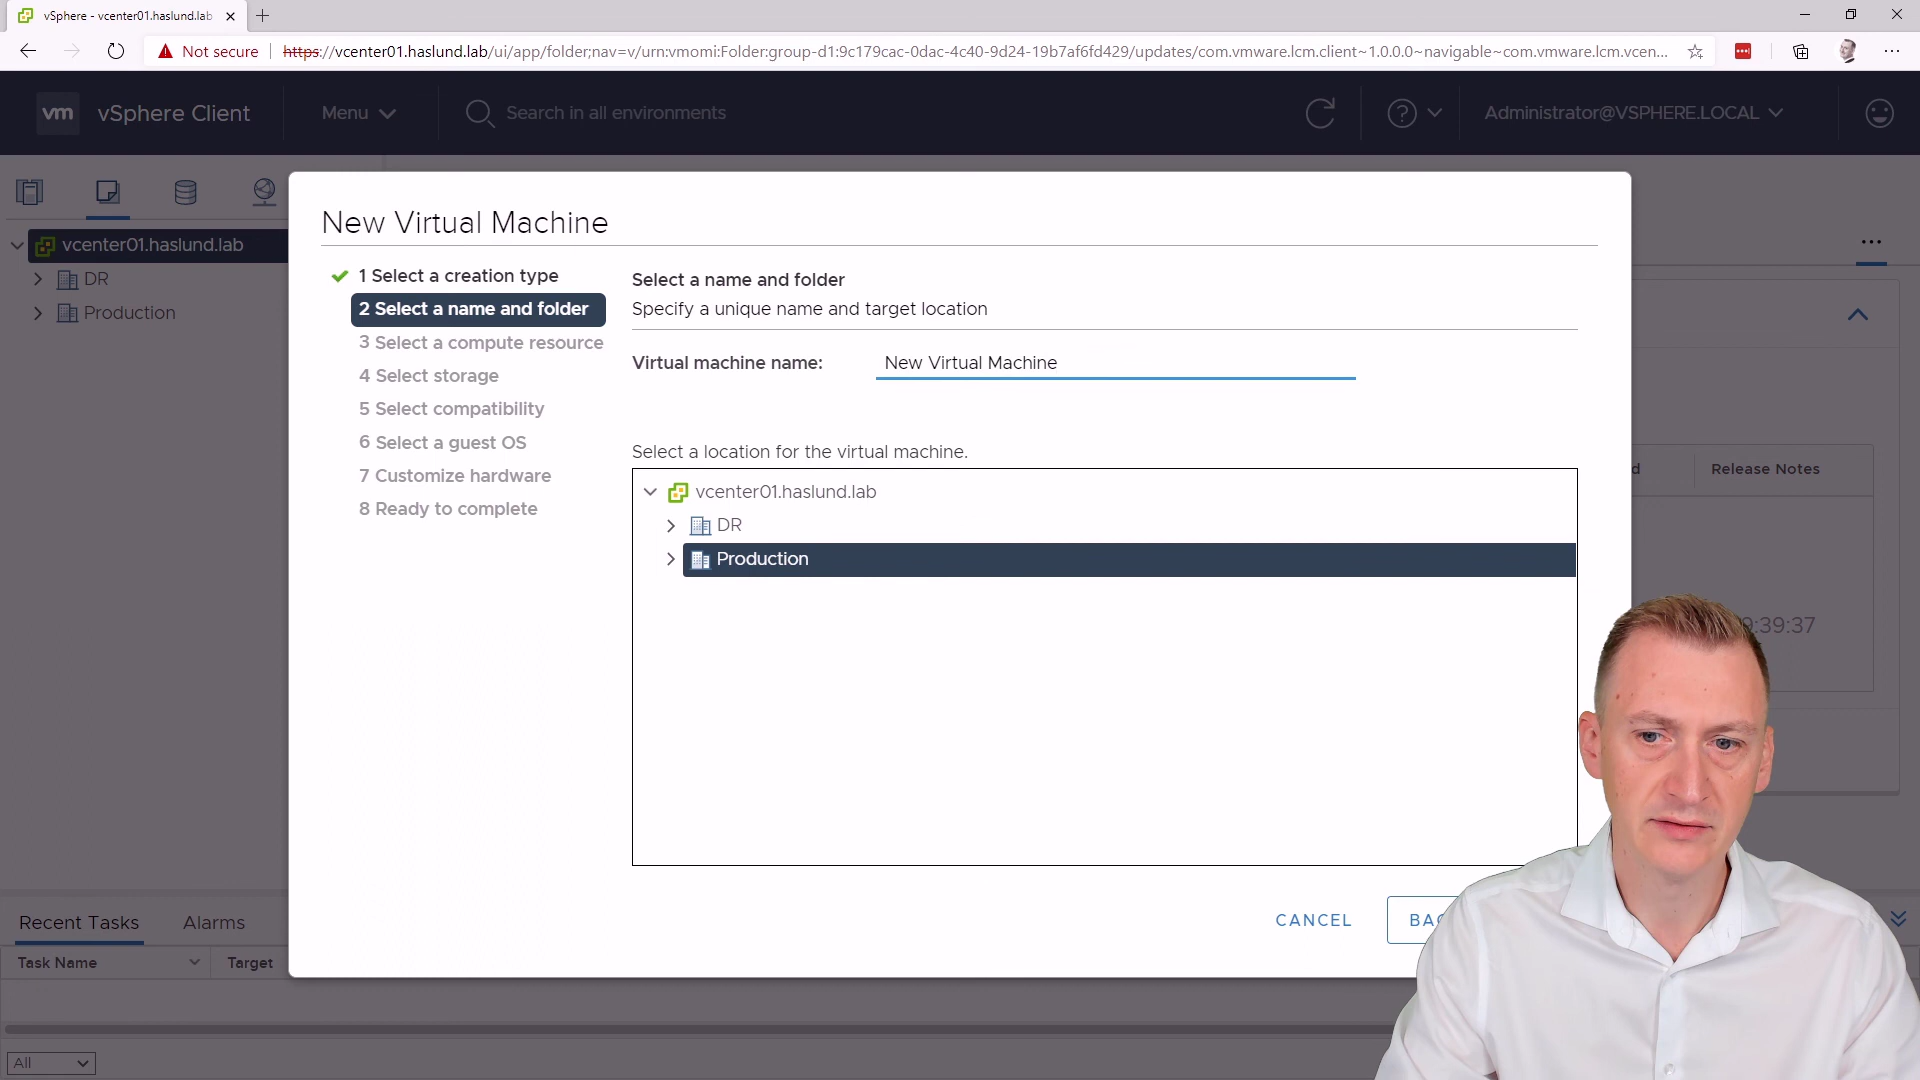 vSphere - vcenter01.haslund.lab
Not secure
https://vcenter01.haslund.lab/ui/app/folder;nav=v/urn:vmomi:Folder:group-d1:9c179cac-0dac-4c40-9d24-19b7af6fd429/updates/com.vmware.lcm.client~1.0.0.0~navigable~com.vmware.lcm.vcen...
vm vSphere Client
Menu
Search in all environments
Administrator@VSPHERE.LOCAL
vcenter01.haslund.lab
DR
Production
New Virtual Machine
1 Select a creation type
2 Select a name and folder
3 Select a compute resource
4 Select storage
5 Select compatibility
6 Select a guest OS
7 Customize hardware
8 Ready to complete
Select a name and folder
Specify a unique name and target location
Virtual machine name: New Virtual Machine
Select a location for the virtual machine.
vcenter01.haslund.lab
DR
Production
CANCEL
d Release Notes
9:39:37
Recent Tasks Alarms
Task Name Target
All